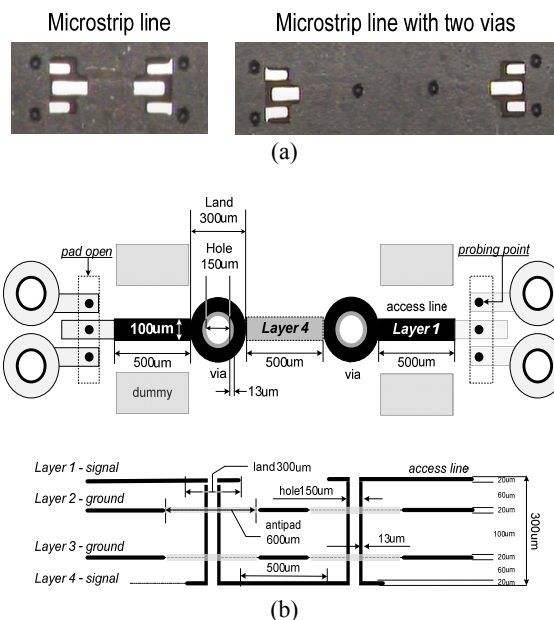 Microstrip line
Microstrip line with two vias
(a)
Land
300um
Hole
150um
pad open
probing point
access line
100um
Layer 4
Layer 1
500um
500um
500um
via
via
13um
dummy
Layer 1 - signal
land300um
access line
Layer 2 - ground
hole150um
antipad
600um
Layer 3 - ground
13um
500um
Layer 4 - signal
20um
60um
20um
100um
20um
60um
20um
300um
(b)